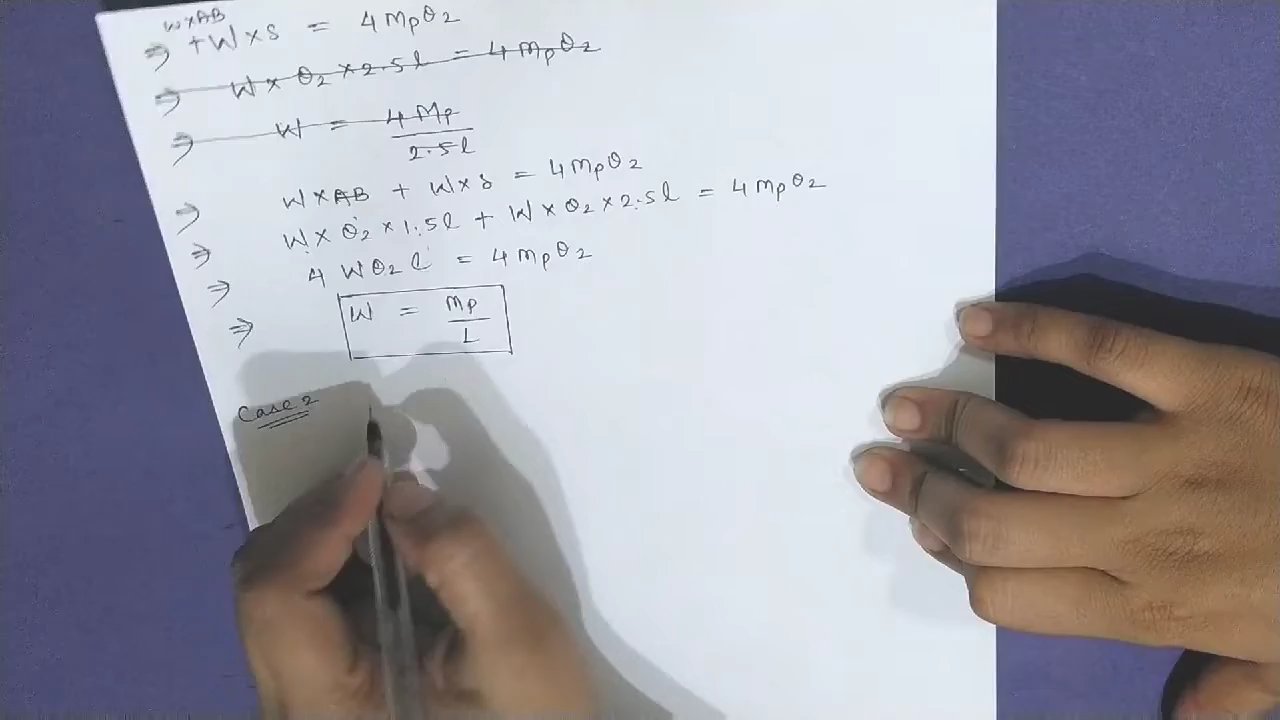 W×AB
⇒ +W×S = 4Mpθ2
⇒ W×θ2×2.5l = 4Mpθ2
⇒ W = 4Mp/2.5l
⇒ W×AB + W×S = 4Mpθ2
⇒ W×θ2×1.5l + W×θ2×2.5l = 4Mpθ2
⇒ 4Wθ2l = 4Mpθ2
⇒ W = Mp/L
Case 2